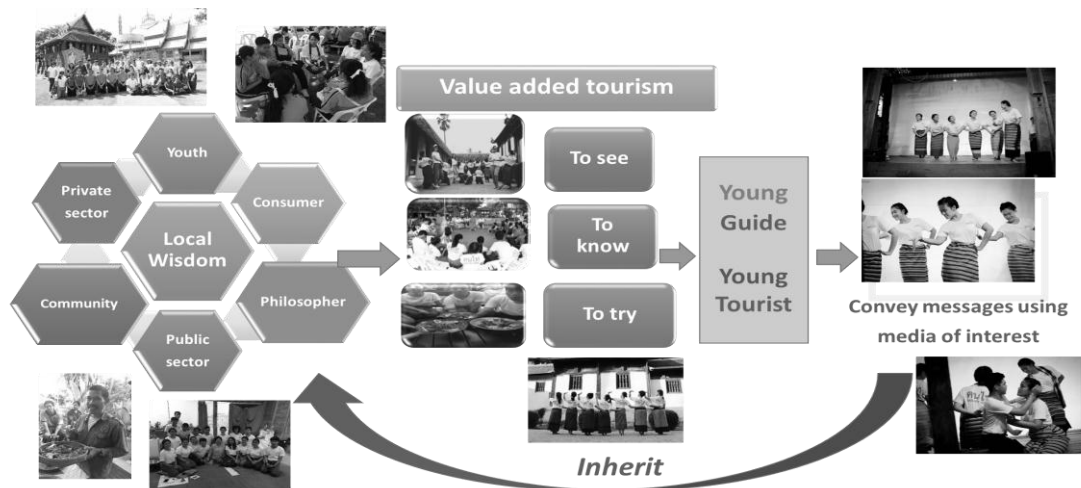 Value added tourism
Youth
Private
sector
Consumer
Local
Wisdom
Community
Philosopher
Public
sector
To see
To
know
To try
Young
Guide
Young
Tourist
Convey messages using
media of interest
Inherit